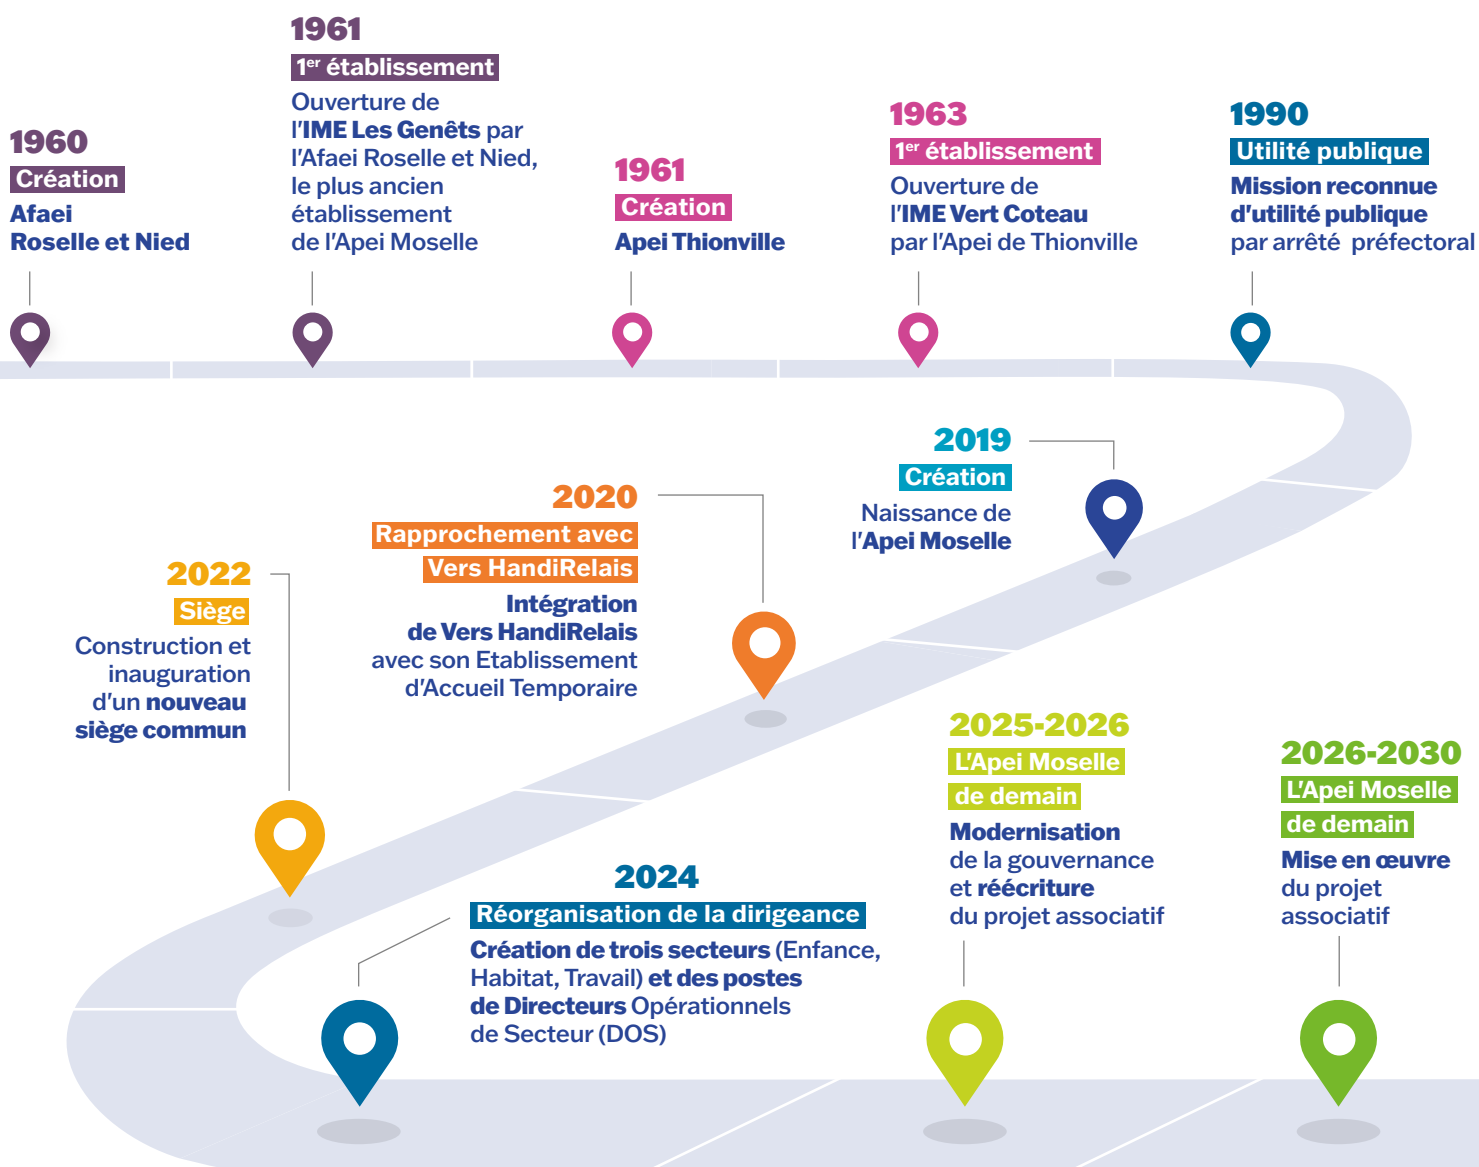 1960
Création
Afaei
Roselle et Nied
1961
1er établissement
Ouverture de
l'IME Les Genêts par
l'Afaei Roselle et Nied,
le plus ancien
établissement
de l'Apei Moselle
1961
Création
Apei Thionville
1963
1er établissement
Ouverture de
l'IME Vert Coteau
par l'Apei de Thionville
1990
Utilité publique
Mission reconnue
d'utilité publique
par arrêté préfectoral
2019
Création
Naissance de
l'Apei Moselle
2020
Rapprochement avec
Vers HandiRelais
Intégration
de Vers HandiRelais
avec son Etablissement
d'Accueil Temporaire
2022
Siège
Construction et
inauguration
d'un nouveau
siège commun
2024
Réorganisation de la dirigeance
Création de trois secteurs (Enfance,
Habitat, Travail) et des postes
de Directeurs Opérationnels
de Secteur (DOS)
2025-2026
L'Apei Moselle
de demain
Modernisation
de la gouvernance
et réécriture
du projet associatif
2026-2030
L'Apei Moselle
de demain
Mise en œuvre
du projet
associatif